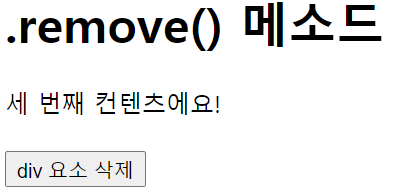 .remove() 메소드
세 번째 컨텐츠에요!
div 요소 삭제